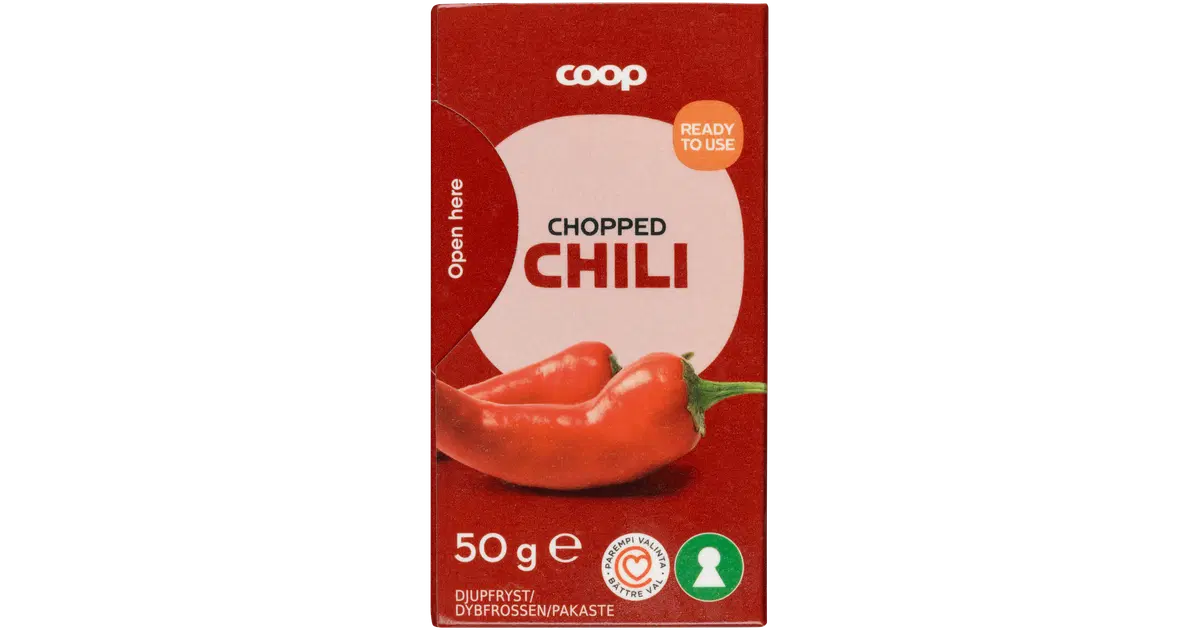 coop
READY
TO USE
Open here
CHOPPED
CHILI
50 g ℮
PAREMPI VALINTA
BÄTTRE VAL
DJUPFRYST/
DYBFROSSEN/PAKASTE